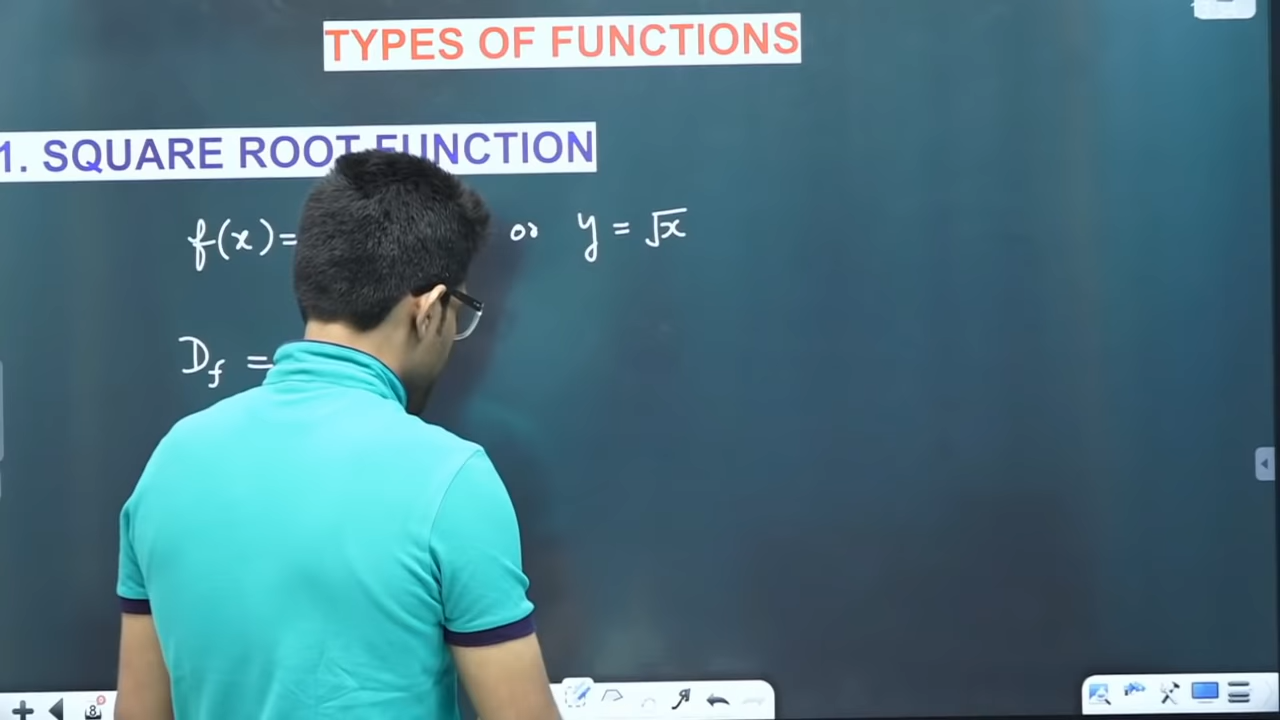 TYPES OF FUNCTIONS
1. SQUARE ROOT FUNCTION
f(x)= or y = √x
D_f =